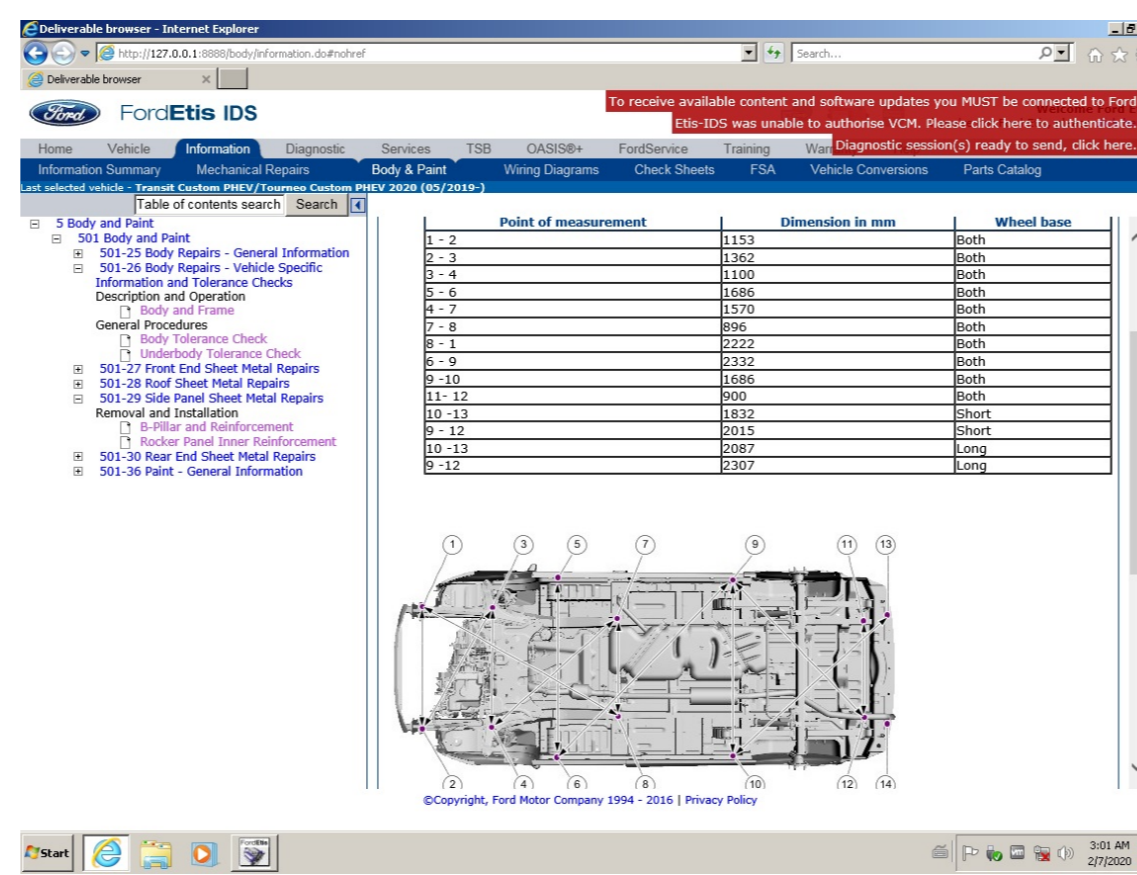 Deliverable browser - Internet Explorer
http://127.0.0.1:8888/body/information.do#nohref
Search...
Deliverable browser
Ford
FordEtis IDS
To receive available content and software updates you MUST be connected to Ford
Etis-IDS was unable to authorise VCM. Please click here to authenticate.
Diagnostic session(s) ready to send, click here.
Home Vehicle Information Diagnostic Services TSB OASIS®+ FordService Training
Information Summary Mechanical Repairs Body & Paint Wiring Diagrams Check Sheets FSA Vehicle Conversions Parts Catalog
Last selected vehicle - Transit Custom PHEV/Tourneo Custom PHEV 2020 (05/2019-)
Table of contents search Search
5 Body and Paint
501 Body and Paint
501-25 Body Repairs - General Information
501-26 Body Repairs - Vehicle Specific
Information and Tolerance Checks
Description and Operation
Body and Frame
General Procedures
Body Tolerance Check
Underbody Tolerance Check
501-27 Front End Sheet Metal Repairs
501-28 Roof Sheet Metal Repairs
501-29 Side Panel Sheet Metal Repairs
Removal and Installation
B-Pillar and Reinforcement
Rocker Panel Inner Reinforcement
501-30 Rear End Sheet Metal Repairs
501-36 Paint - General Information
Point of measurement Dimension in mm Wheel base
1 - 2 1153 Both
2 - 3 1362 Both
3 - 4 1100 Both
5 - 6 1686 Both
4 - 7 1570 Both
7 - 8 896 Both
8 - 1 2222 Both
6 - 9 2332 Both
9 -10 1686 Both
11- 12 900 Both
10 -13 1832 Short
9 - 12 2015 Short
10 -13 2087 Long
9 -12 2307 Long
1 3 5 7 9 11 13
2 4 6 8 10 12 14
©Copyright, Ford Motor Company 1994 - 2016 | Privacy Policy
Start
3:01 AM
2/7/2020